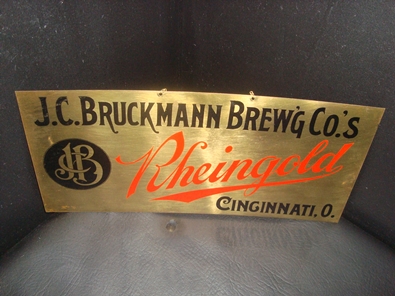 J.C. BRUCKMANN BREW'G CO.'S
JCB
Rheingold
CINCINNATI, O.